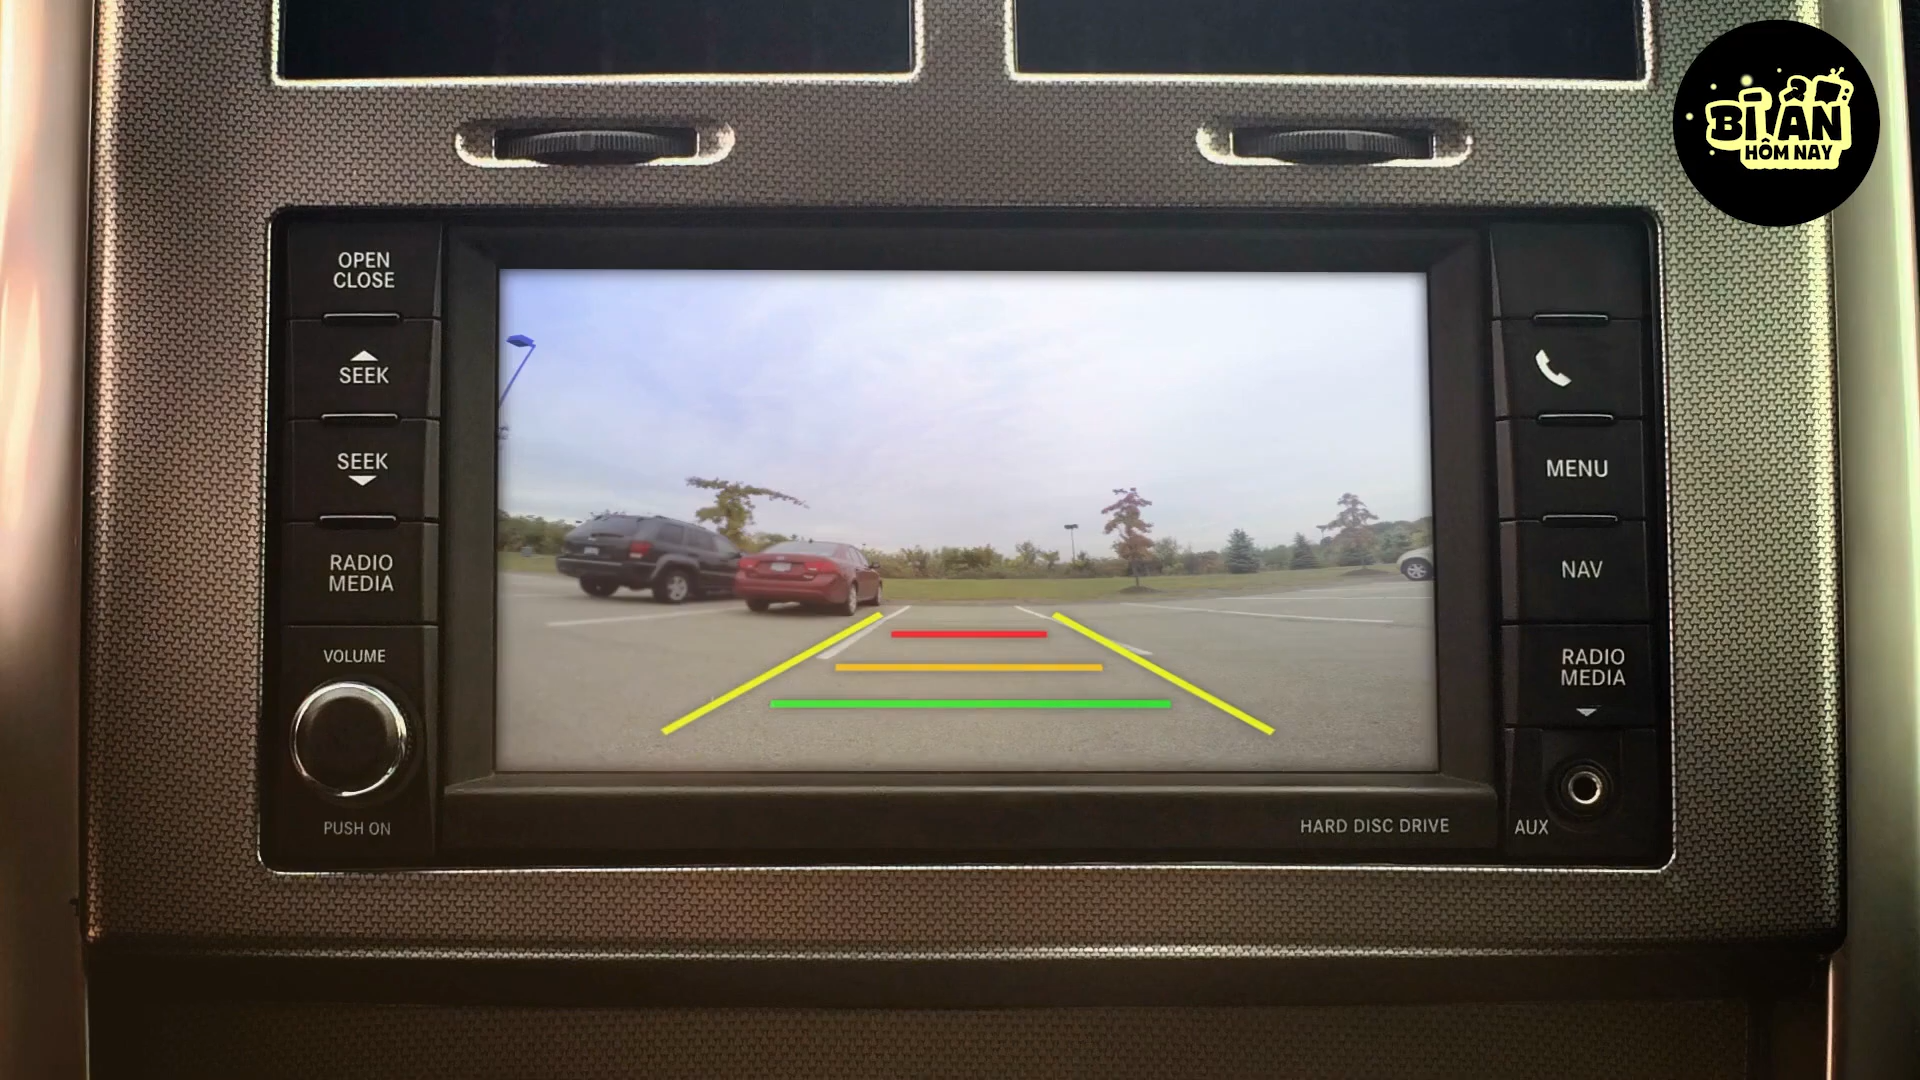 BÍ ẨN
HÔM NAY
OPEN
CLOSE
SEEK
SEEK
RADIO
MEDIA
VOLUME
PUSH ON
MENU
NAV
RADIO
MEDIA
HARD DISC DRIVE
AUX